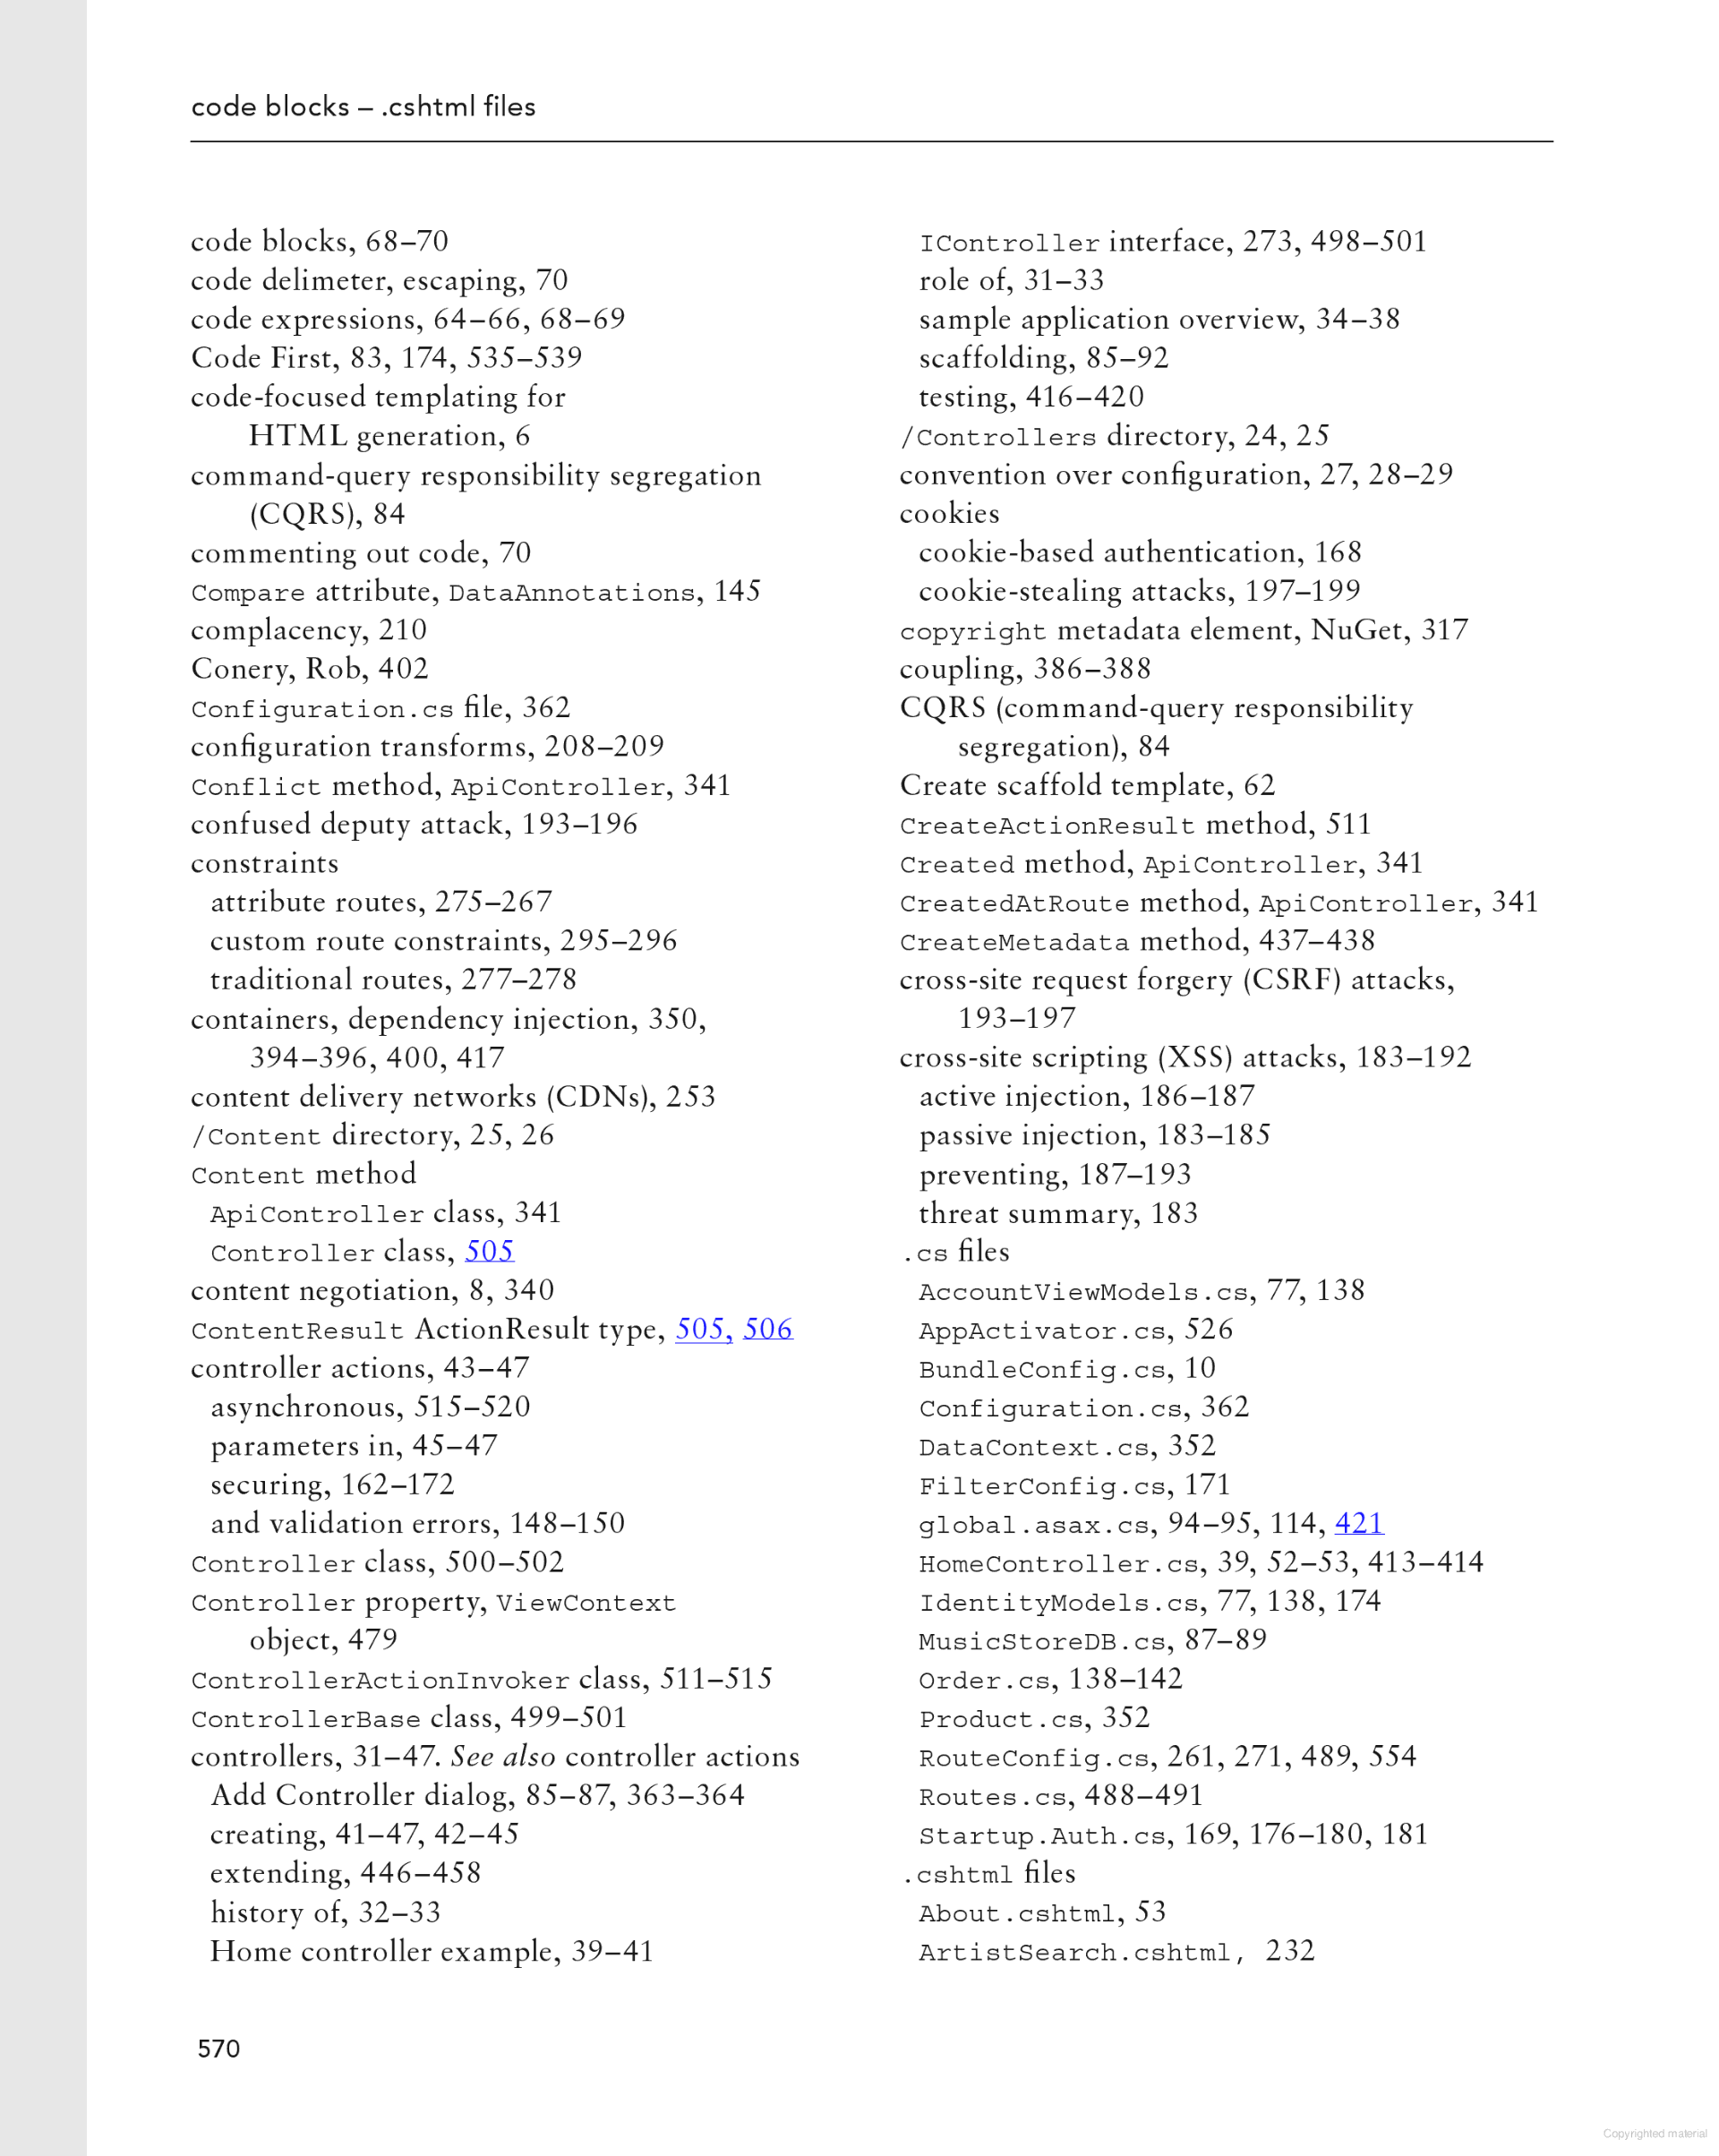 code blocks – .cshtml files
code blocks, 68–70
code delimeter, escaping, 70
code expressions, 64–66, 68–69
Code First, 83, 174, 535–539
code-focused templating for
HTML generation, 6
command-query responsibility segregation
(CQRS), 84
commenting out code, 70
Compare attribute, DataAnnotations, 145
complacency, 210
Conery, Rob, 402
Configuration.cs file, 362
configuration transforms, 208–209
Conflict method, ApiController, 341
confused deputy attack, 193–196
constraints
attribute routes, 275–267
custom route constraints, 295–296
traditional routes, 277–278
containers, dependency injection, 350,
394–396, 400, 417
content delivery networks (CDNs), 253
/Content directory, 25, 26
Content method
ApiController class, 341
Controller class, 505
content negotiation, 8, 340
ContentResult ActionResult type, 505, 506
controller actions, 43–47
asynchronous, 515–520
parameters in, 45–47
securing, 162–172
and validation errors, 148–150
Controller class, 500–502
Controller property, ViewContext
object, 479
ControllerActionInvoker class, 511–515
ControllerBase class, 499–501
controllers, 31–47. See also controller actions
Add Controller dialog, 85–87, 363–364
creating, 41–47, 42–45
extending, 446–458
history of, 32–33
Home controller example, 39–41
IController interface, 273, 498–501
role of, 31–33
sample application overview, 34–38
scaffolding, 85–92
testing, 416–420
/Controllers directory, 24, 25
convention over configuration, 27, 28–29
cookies
cookie-based authentication, 168
cookie-stealing attacks, 197–199
copyright metadata element, NuGet, 317
coupling, 386–388
CQRS (command-query responsibility
segregation), 84
Create scaffold template, 62
CreateActionResult method, 511
Created method, ApiController, 341
CreatedAtRoute method, ApiController, 341
CreateMetadata method, 437–438
cross-site request forgery (CSRF) attacks,
193–197
cross-site scripting (XSS) attacks, 183–192
active injection, 186–187
passive injection, 183–185
preventing, 187–193
threat summary, 183
.cs files
AccountViewModels.cs, 77, 138
AppActivator.cs, 526
BundleConfig.cs, 10
Configuration.cs, 362
DataContext.cs, 352
FilterConfig.cs, 171
global.asax.cs, 94–95, 114, 421
HomeController.cs, 39, 52–53, 413–414
IdentityModels.cs, 77, 138, 174
MusicStoreDB.cs, 87–89
Order.cs, 138–142
Product.cs, 352
RouteConfig.cs, 261, 271, 489, 554
Routes.cs, 488–491
Startup.Auth.cs, 169, 176–180, 181
.cshtml files
About.cshtml, 53
ArtistSearch.cshtml, 232
570
Copyrighted material